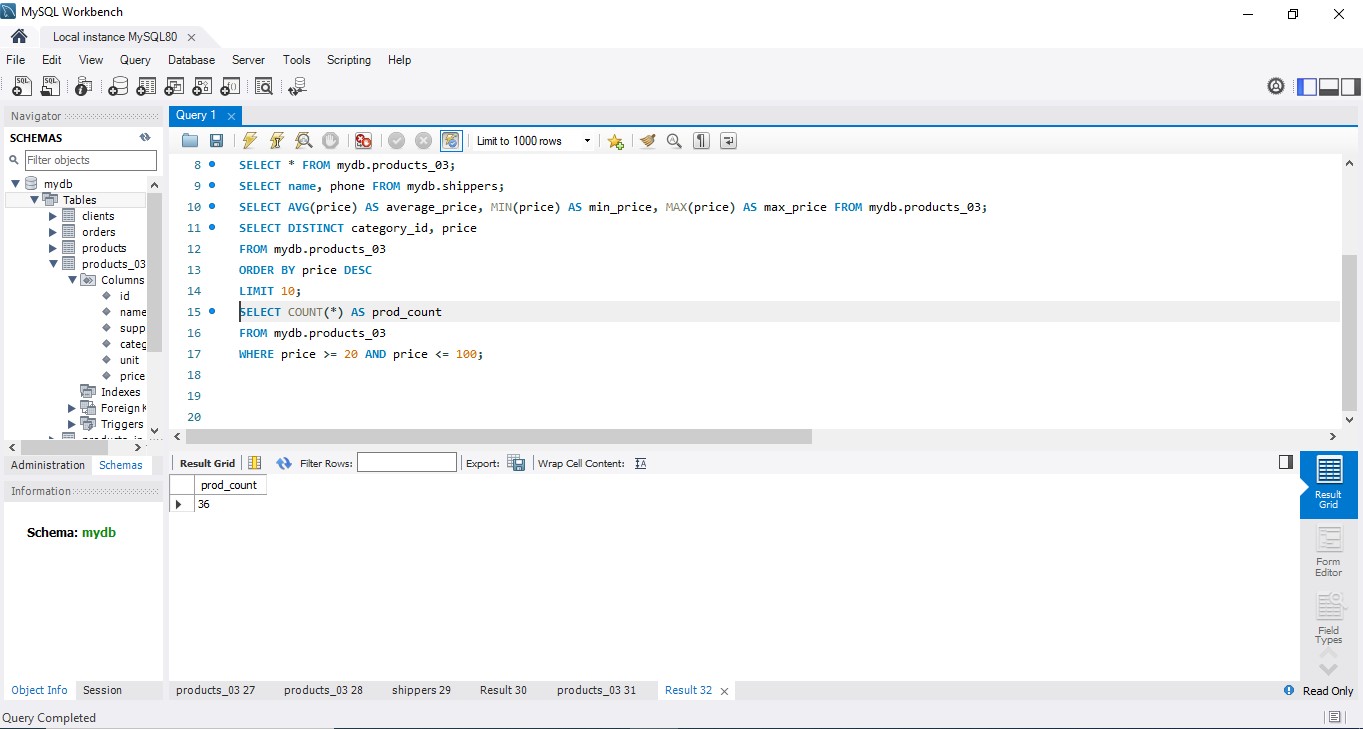 MySQL Workbench
Local instance MySQL80
File Edit View Query Database Server Tools Scripting Help
Navigator
SCHEMAS
Filter objects
mydb
Tables
clients
orders
products
products_03
Columns
id
name
supp
categ
unit
price
Indexes
Foreign K
Triggers
Administration Schemas
Information
Schema: mydb
Object Info Session
Query 1
Limit to 1000 rows
8 SELECT * FROM mydb.products_03;
9 SELECT name, phone FROM mydb.shippers;
10 SELECT AVG(price) AS average_price, MIN(price) AS min_price, MAX(price) AS max_price FROM mydb.products_03;
11 SELECT DISTINCT category_id, price
12 FROM mydb.products_03
13 ORDER BY price DESC
14 LIMIT 10;
15 SELECT COUNT(*) AS prod_count
16 FROM mydb.products_03
17 WHERE price >= 20 AND price <= 100;
18
19
20
Result Grid Filter Rows: Export: Wrap Cell Content:
prod_count
36
Result
Grid
Form
Editor
Field
Types
products_03 27 products_03 28 shippers 29 Result 30 products_03 31 Result 32 Read Only
Query Completed